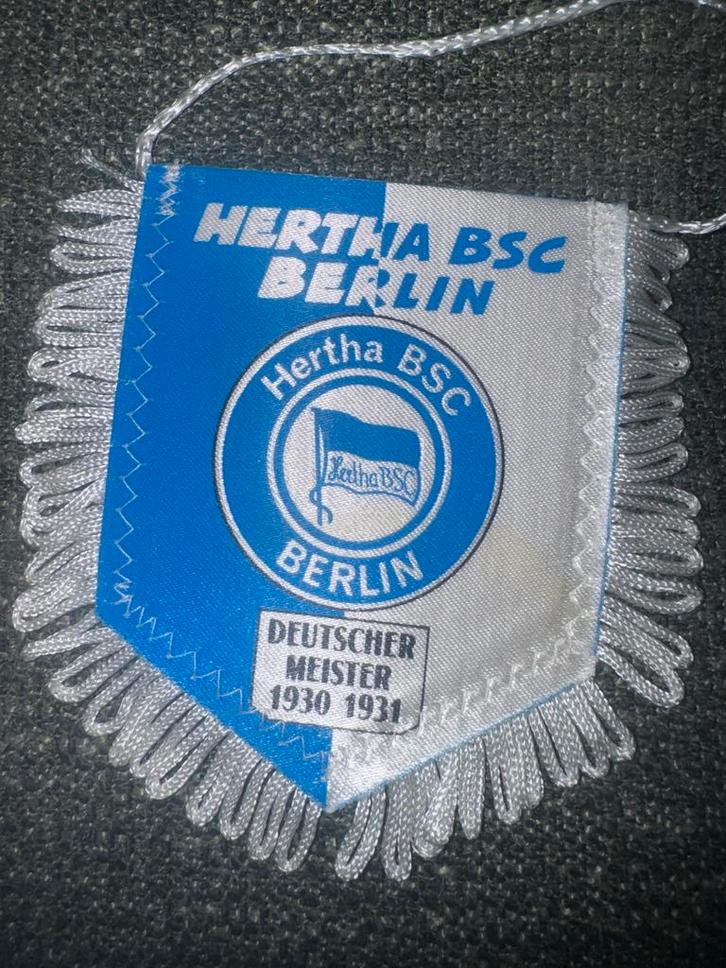 HERTHA BSC
BERLIN
Hertha BSC
Hertha BSC
BERLIN
DEUTSCHER
MEISTER
1930 1931